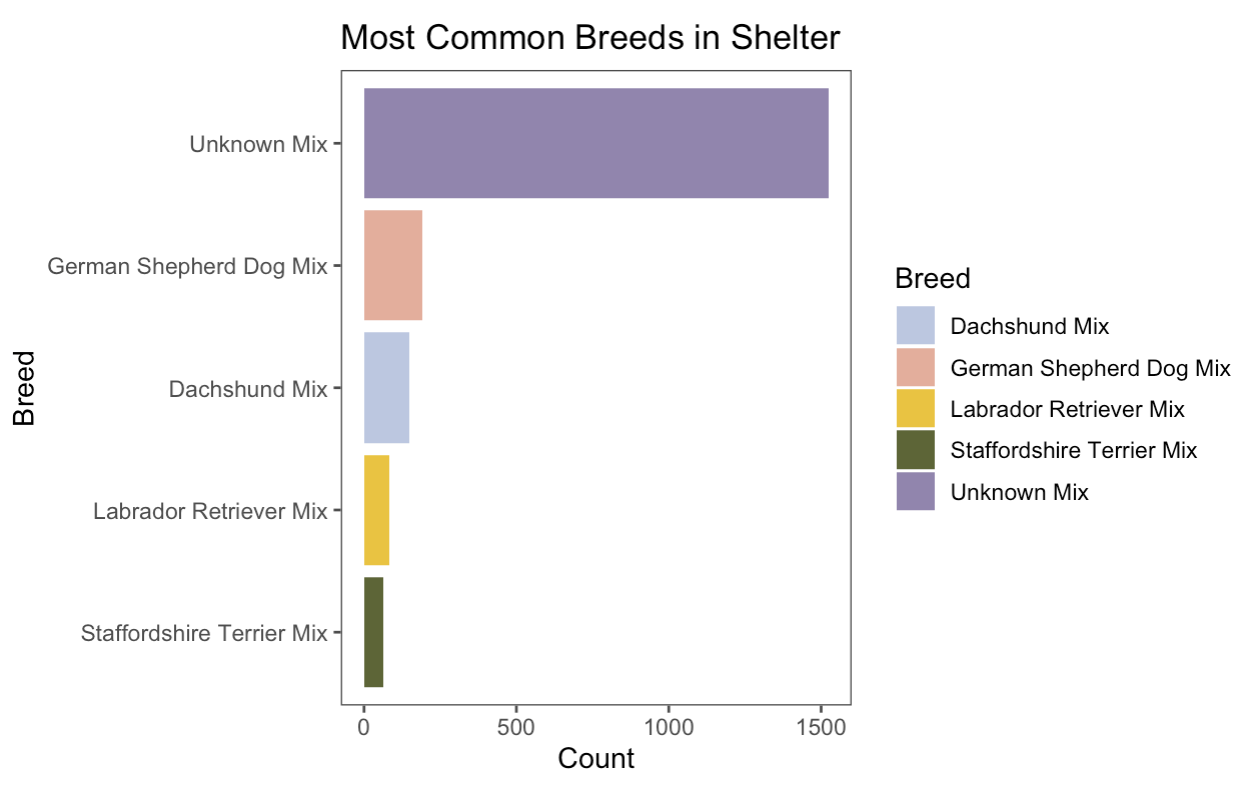 Most Common Breeds in Shelter
Unknown Mix
German Shepherd Dog Mix
Dachshund Mix
Labrador Retriever Mix
Staffordshire Terrier Mix
Breed
0 500 1000 1500
Count
Breed
Dachshund Mix
German Shepherd Dog Mix
Labrador Retriever Mix
Staffordshire Terrier Mix
Unknown Mix